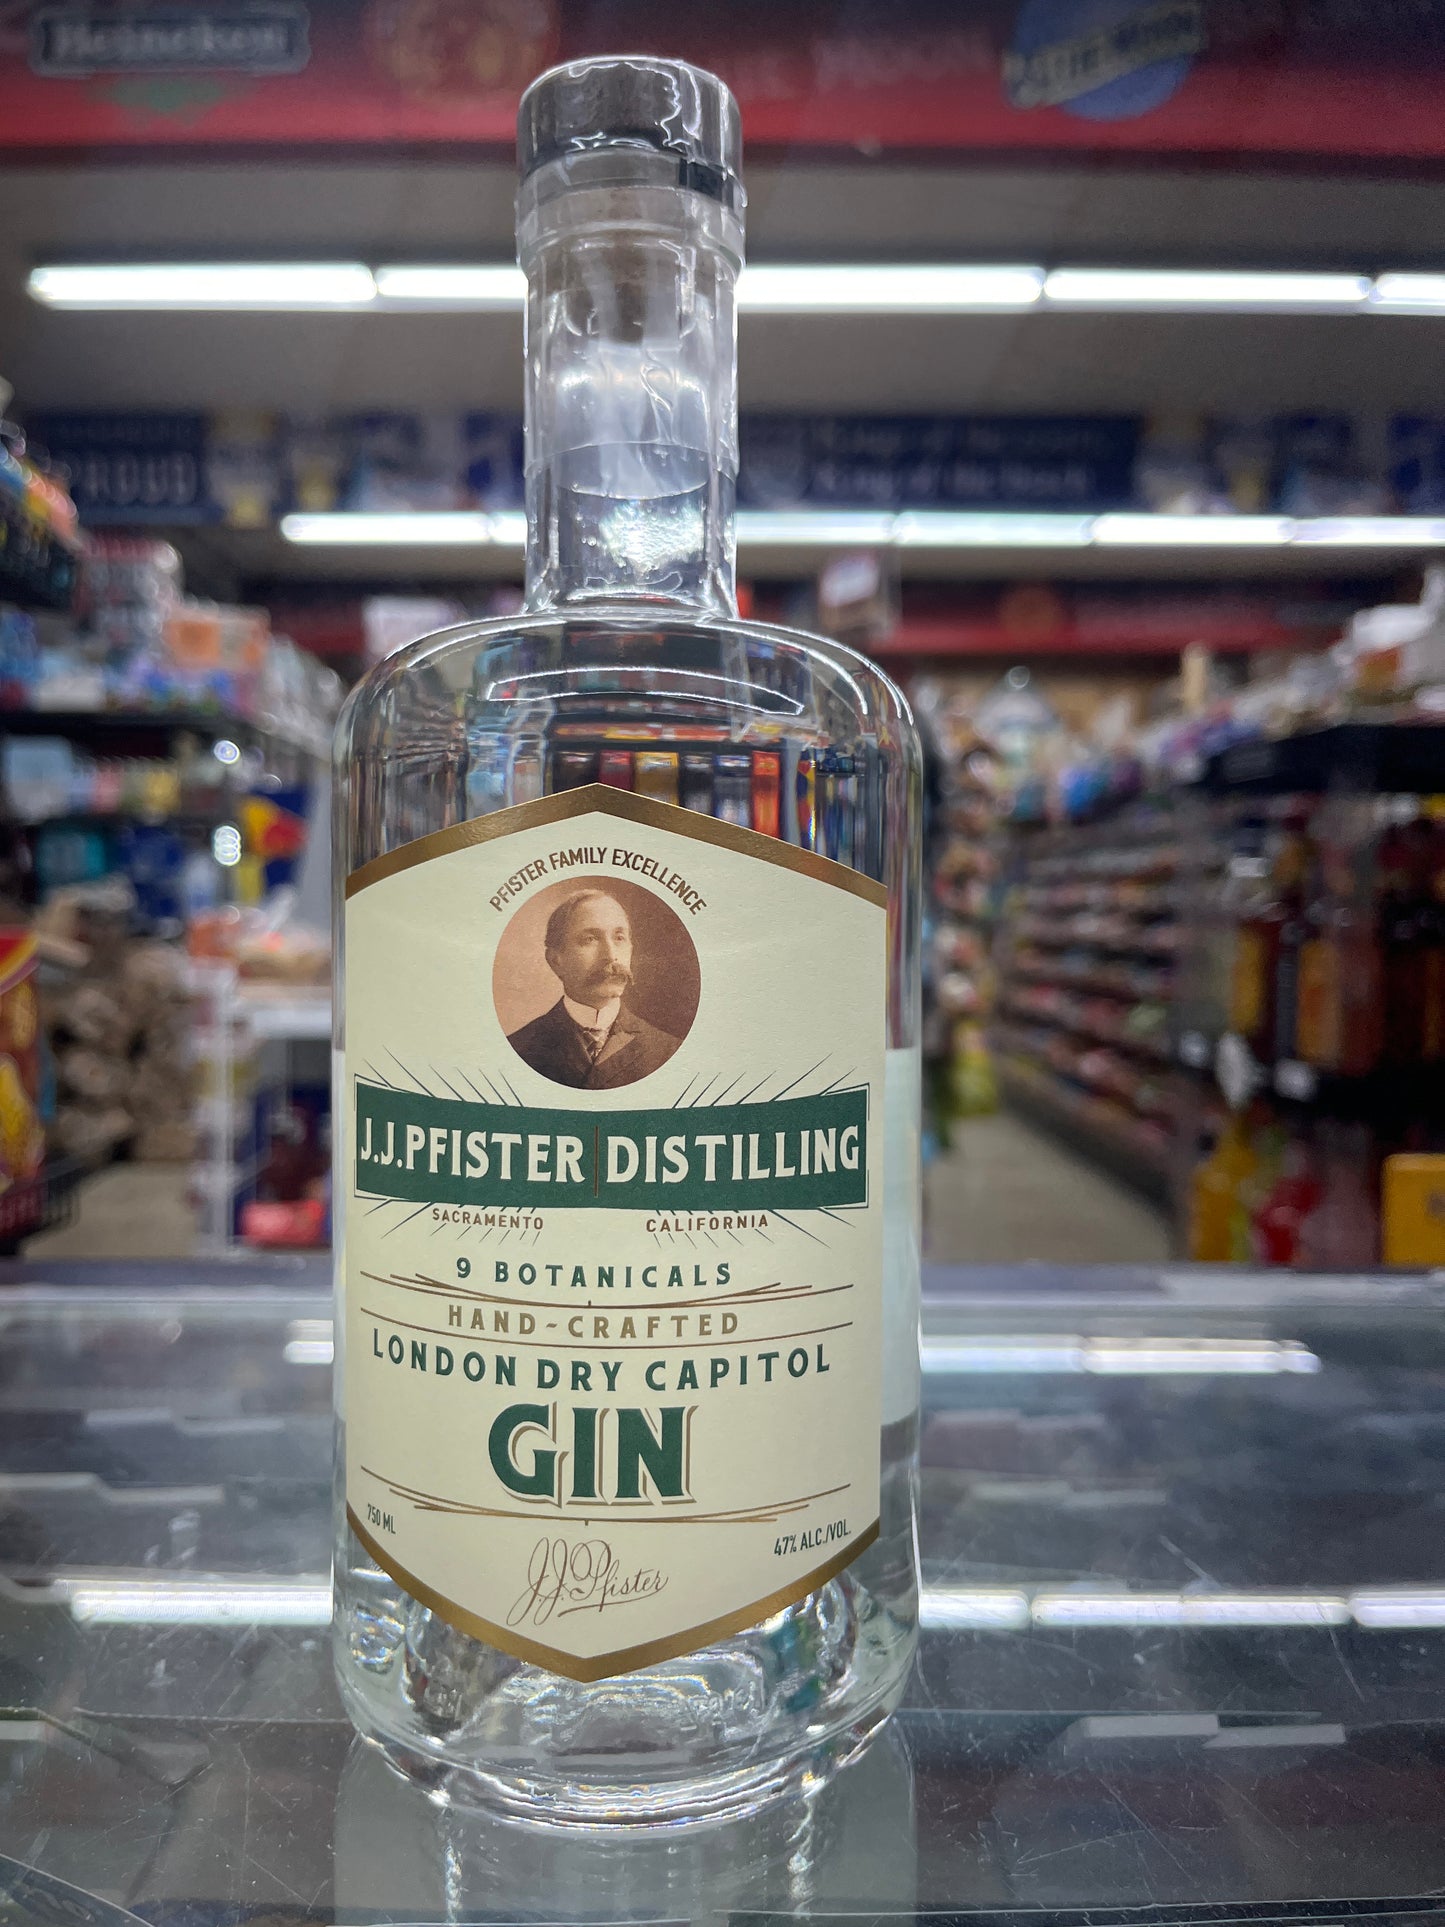 Heineken
PROUD
PFISTER FAMILY EXCELLENCE
J.J.PFISTER DISTILLING
SACRAMENTO CALIFORNIA
9 BOTANICALS
HAND-CRAFTED
LONDON DRY CAPITOL
GIN
750 ML
47% ALC./VOL.
J.J.Pfister